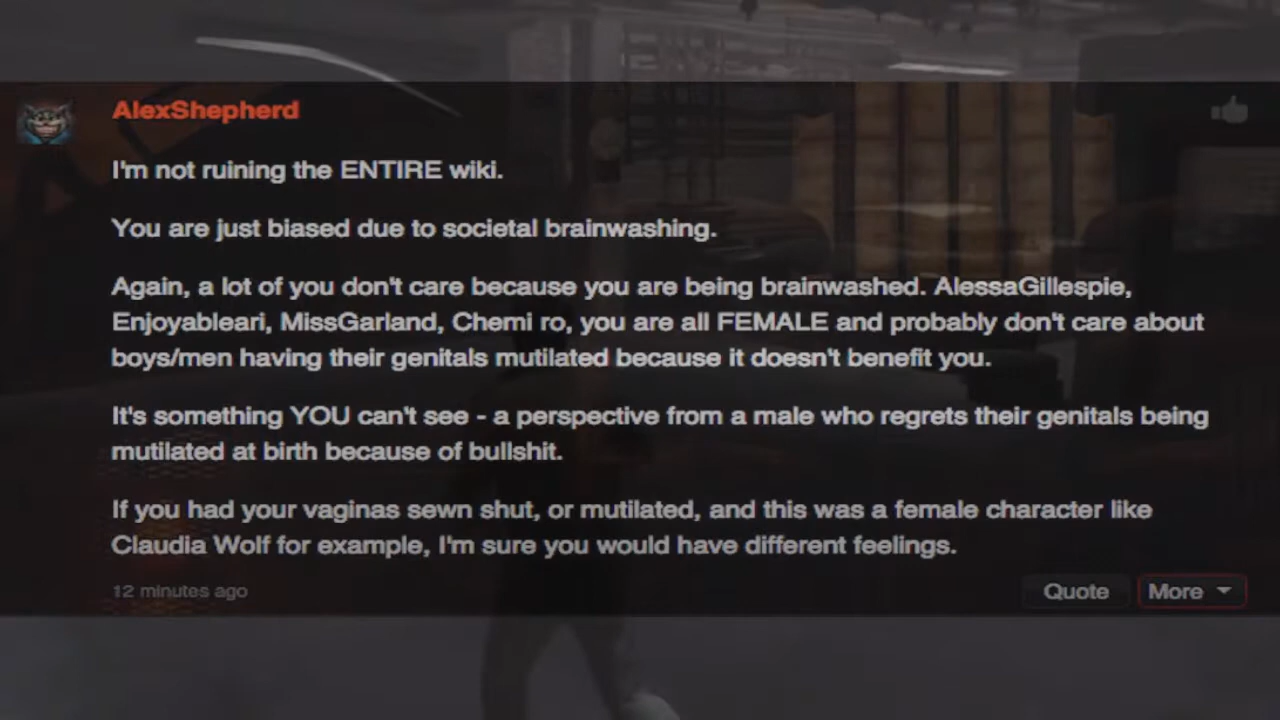 AlexShepherd
I'm not ruining the ENTIRE wiki.
You are just biased due to societal brainwashing.
Again, a lot of you don't care because you are being brainwashed. AlessaGillespie,
Enjoyableari, MissGarland, Chemi ro, you are all FEMALE and probably don't care about
boys/men having their genitals mutilated because it doesn't benefit you.
It's something YOU can't see - a perspective from a male who regrets their genitals being
mutilated at birth because of bullshit.
If you had your vaginas sewn shut, or mutilated, and this was a female character like
Claudia Wolf for example, I'm sure you would have different feelings.
12 minutes ago
Quote
More